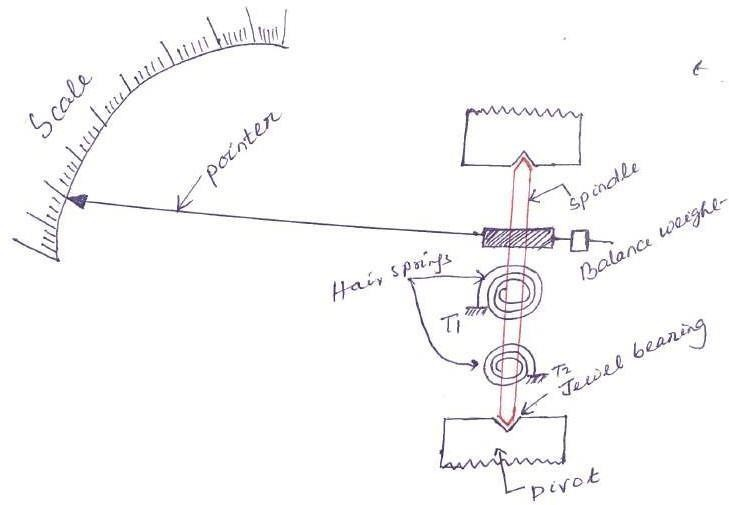 Scale
pointer
spindle
Balance weight
Hair springs
T1
T2
Jewel bearing
pivot